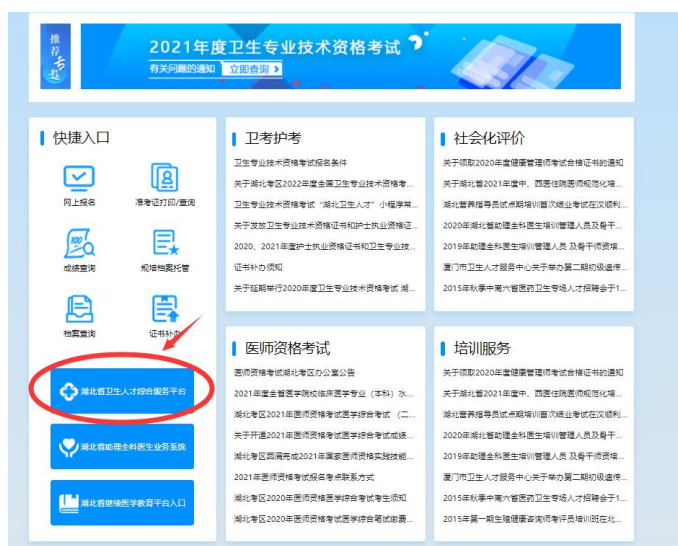 推荐专题
2021年度卫生专业技术资格考试
有关问题的通知 立即查询 >
快捷入口
网上报名
准考证打印/查询
100
成绩查询
规培档案托管
档案查询
证书补办
湖北省卫生人才综合服务平台
湖北省助理全科医生业务系统
湖北省继续医学教育平台入口
卫考护考
卫生专业技术资格考试报名条件
关于湖北考区2022年度全国卫生专业技术资格考...
卫生专业技术资格考试“湖北卫生人才”小程序常...
关于发放卫生专业技术资格证书和护士执业资格证...
2020、2021年度护士执业资格证书和卫生专业技...
证书补办须知
关于延期举行2020年度卫生专业技术资格考试 湖...
社会化评价
关于领取2020年度健康管理师考试合格证书的通知
关于湖北省2021年度中、西医住院医师规范化培...
湖北营养指导员试点期培训首次结业考试在汉顺利...
2020年湖北省助理全科医生培训管理人员及骨干...
2019年助理全科医生培训管理人员 及骨干师资培...
厦门市卫生人才服务中心关于举办第二期初级遗传...
2015年秋季中南六省医药卫生专场人才招聘会于1...
医师资格考试
医师资格考试湖北考区办公室公告
2021年度全省医学院校临床医学专业（本科）水...
湖北考区2021年医师资格考试医学综合考试 （二...
关于开通2021年医师资格考试医学综合考试成绩...
湖北考区圆满完成2021年国家医师资格实践技能...
2021年医师资格考试报名考点联系方式
湖北考区2020年医师资格医学综合考试考生须知
湖北考区2020年医师资格考试医学综合笔试缴费...
培训服务
关于领取2020年度健康管理师考试合格证书的通知
关于湖北省2021年度中、西医住院医师规范化培...
湖北营养指导员试点期培训首次结业考试在汉顺利...
2020年湖北省助理全科医生培训管理人员及骨干...
2019年助理全科医生培训管理人员 及骨干师资培...
厦门市卫生人才服务中心关于举办第二期初级遗传...
2015年秋季中南六省医药卫生专场人才招聘会于1...
2015年第一期生殖健康咨询师考评员培训班在北...